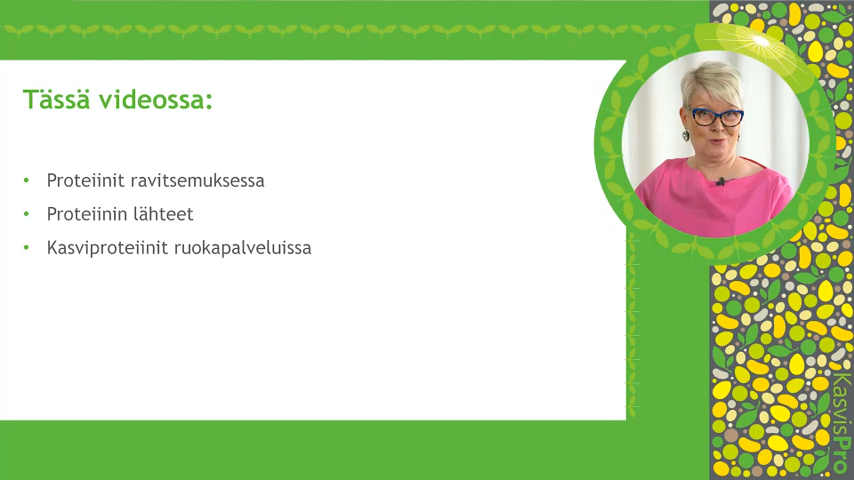 Tässä videossa:
• Proteiinit ravitsemuksessa
• Proteiinin lähteet
• Kasviproteiinit ruokapalveluissa
KasvisPro